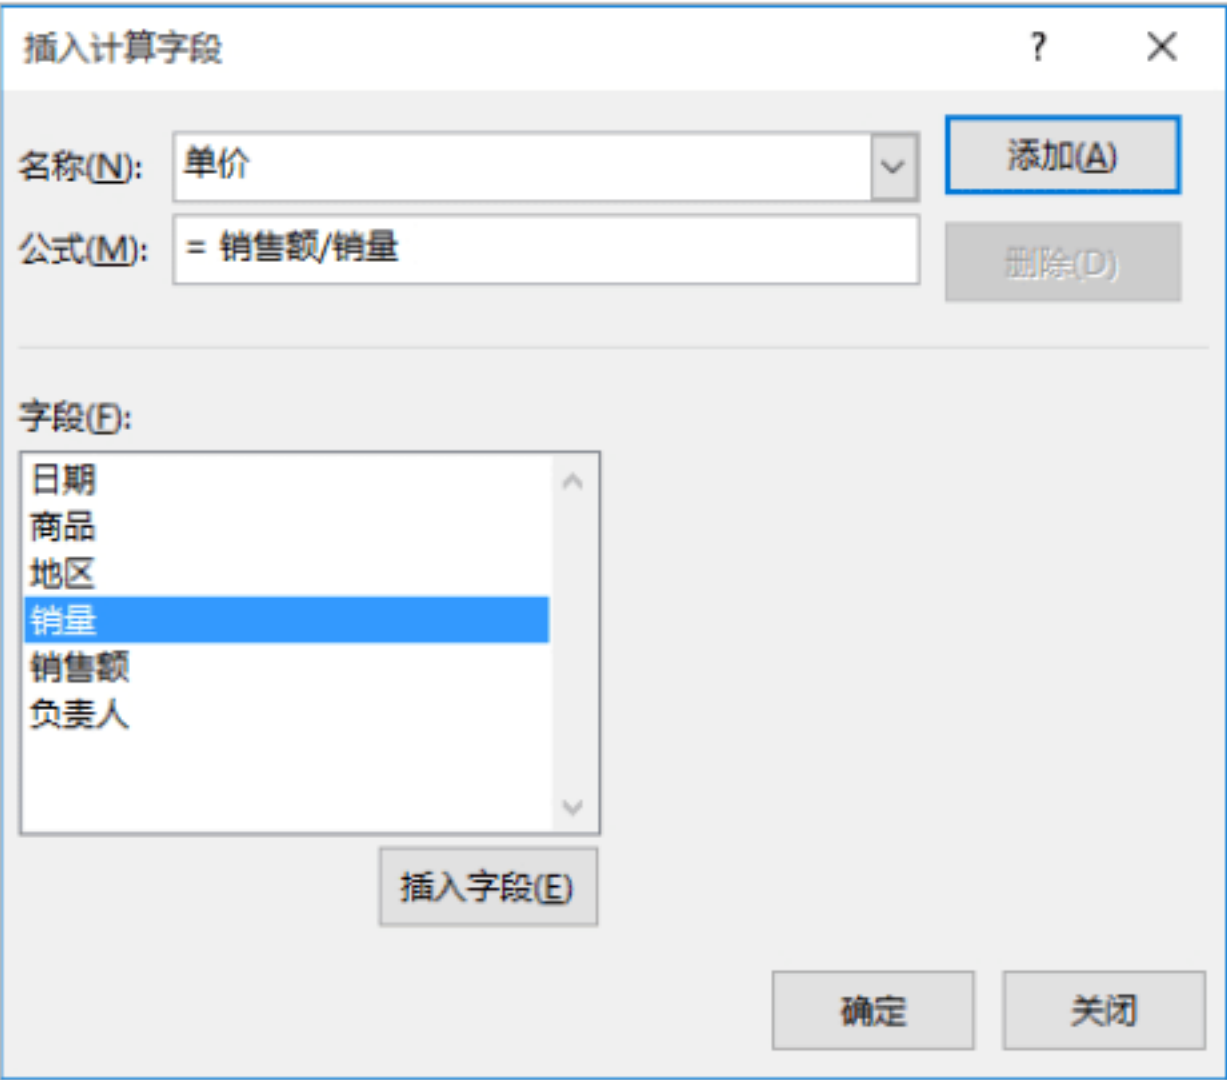 插入计算字段 ?
名称(N): 单价 添加(A)
公式(M): = 销售额/销量 删除(D)
字段(F):
日期
商品
地区
销量
销售额
负责人
插入字段(E)
确定 关闭